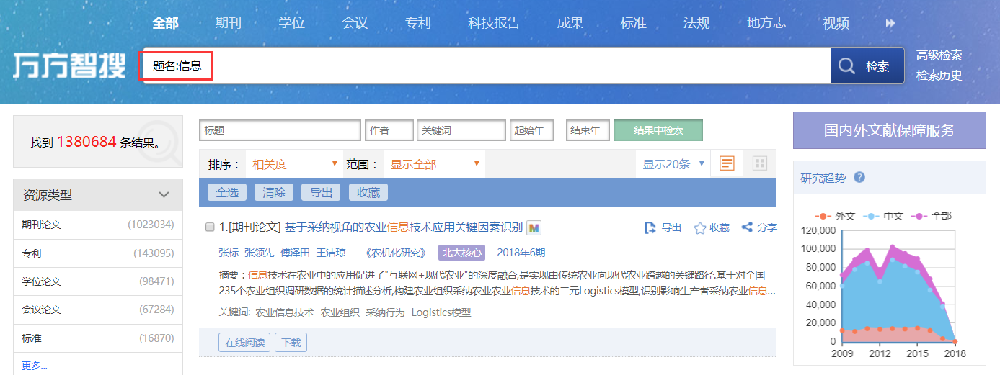 全部 期刊 学位 会议 专利 科技报告 成果 标准 法规 地方志 视频
万方智搜 题名:信息 检索 高级检索
检索历史
找到 1380684 条结果。
标题 作者 关键词 起始年 - 结束年 结果中检索
国内外文献保障服务
排序： 相关度 范围： 显示全部 显示20条
资源类型
期刊论文 (1023034)
专利 (143095)
学位论文 (98471)
会议论文 (67284)
标准 (16870)
更多...
全选 清除 导出 收藏
1.[期刊论文] 基于采纳视角的农业信息技术应用关键因素识别 M 导出 收藏 分享
张标 张领先 傅泽田 王洁琼 《农机化研究》 北大核心 - 2018年6期
摘要：信息技术在农业中的应用促进了"互联网+现代农业"的深度融合,是实现由传统农业向现代农业跨越的关键路径.基于对全国
235个农业组织调研数据的统计描述分析,构建农业组织采纳农业农业信息技术的二元Logistics模型,识别影响生产者采纳农业信息...
关键词: 农业信息技术 农业组织 采纳行为 Logistics模型
在线阅读 下载
研究趋势 ?
外文 中文 全部
120,000
100,000
80,000
60,000
40,000
20,000
0
2009 2012 2015 2018